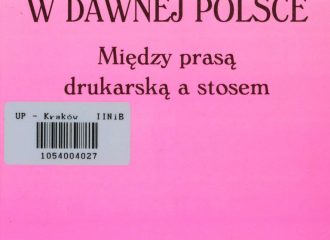 W DAWNEJ POLSCE
Między prasą
drukarską a stosem
UP - Kraków IINiB
1054004027